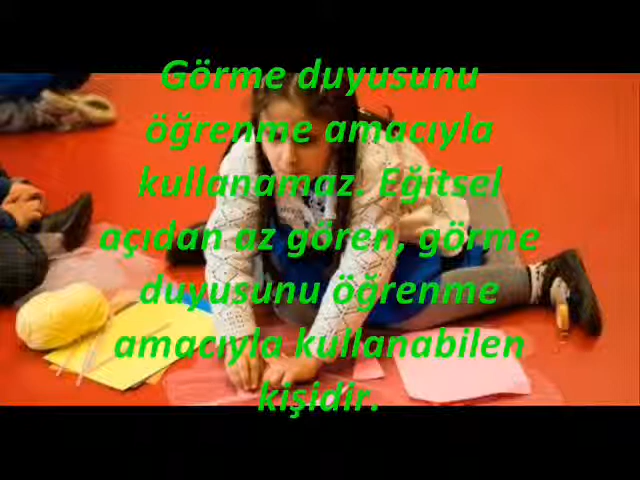 Görme duyusunu
öğrenme amacıyla
kullanamaz. Eğitsel
açıdan az gören, görme
duyusunu öğrenme
amacıyla kullanabilen
kişidir.